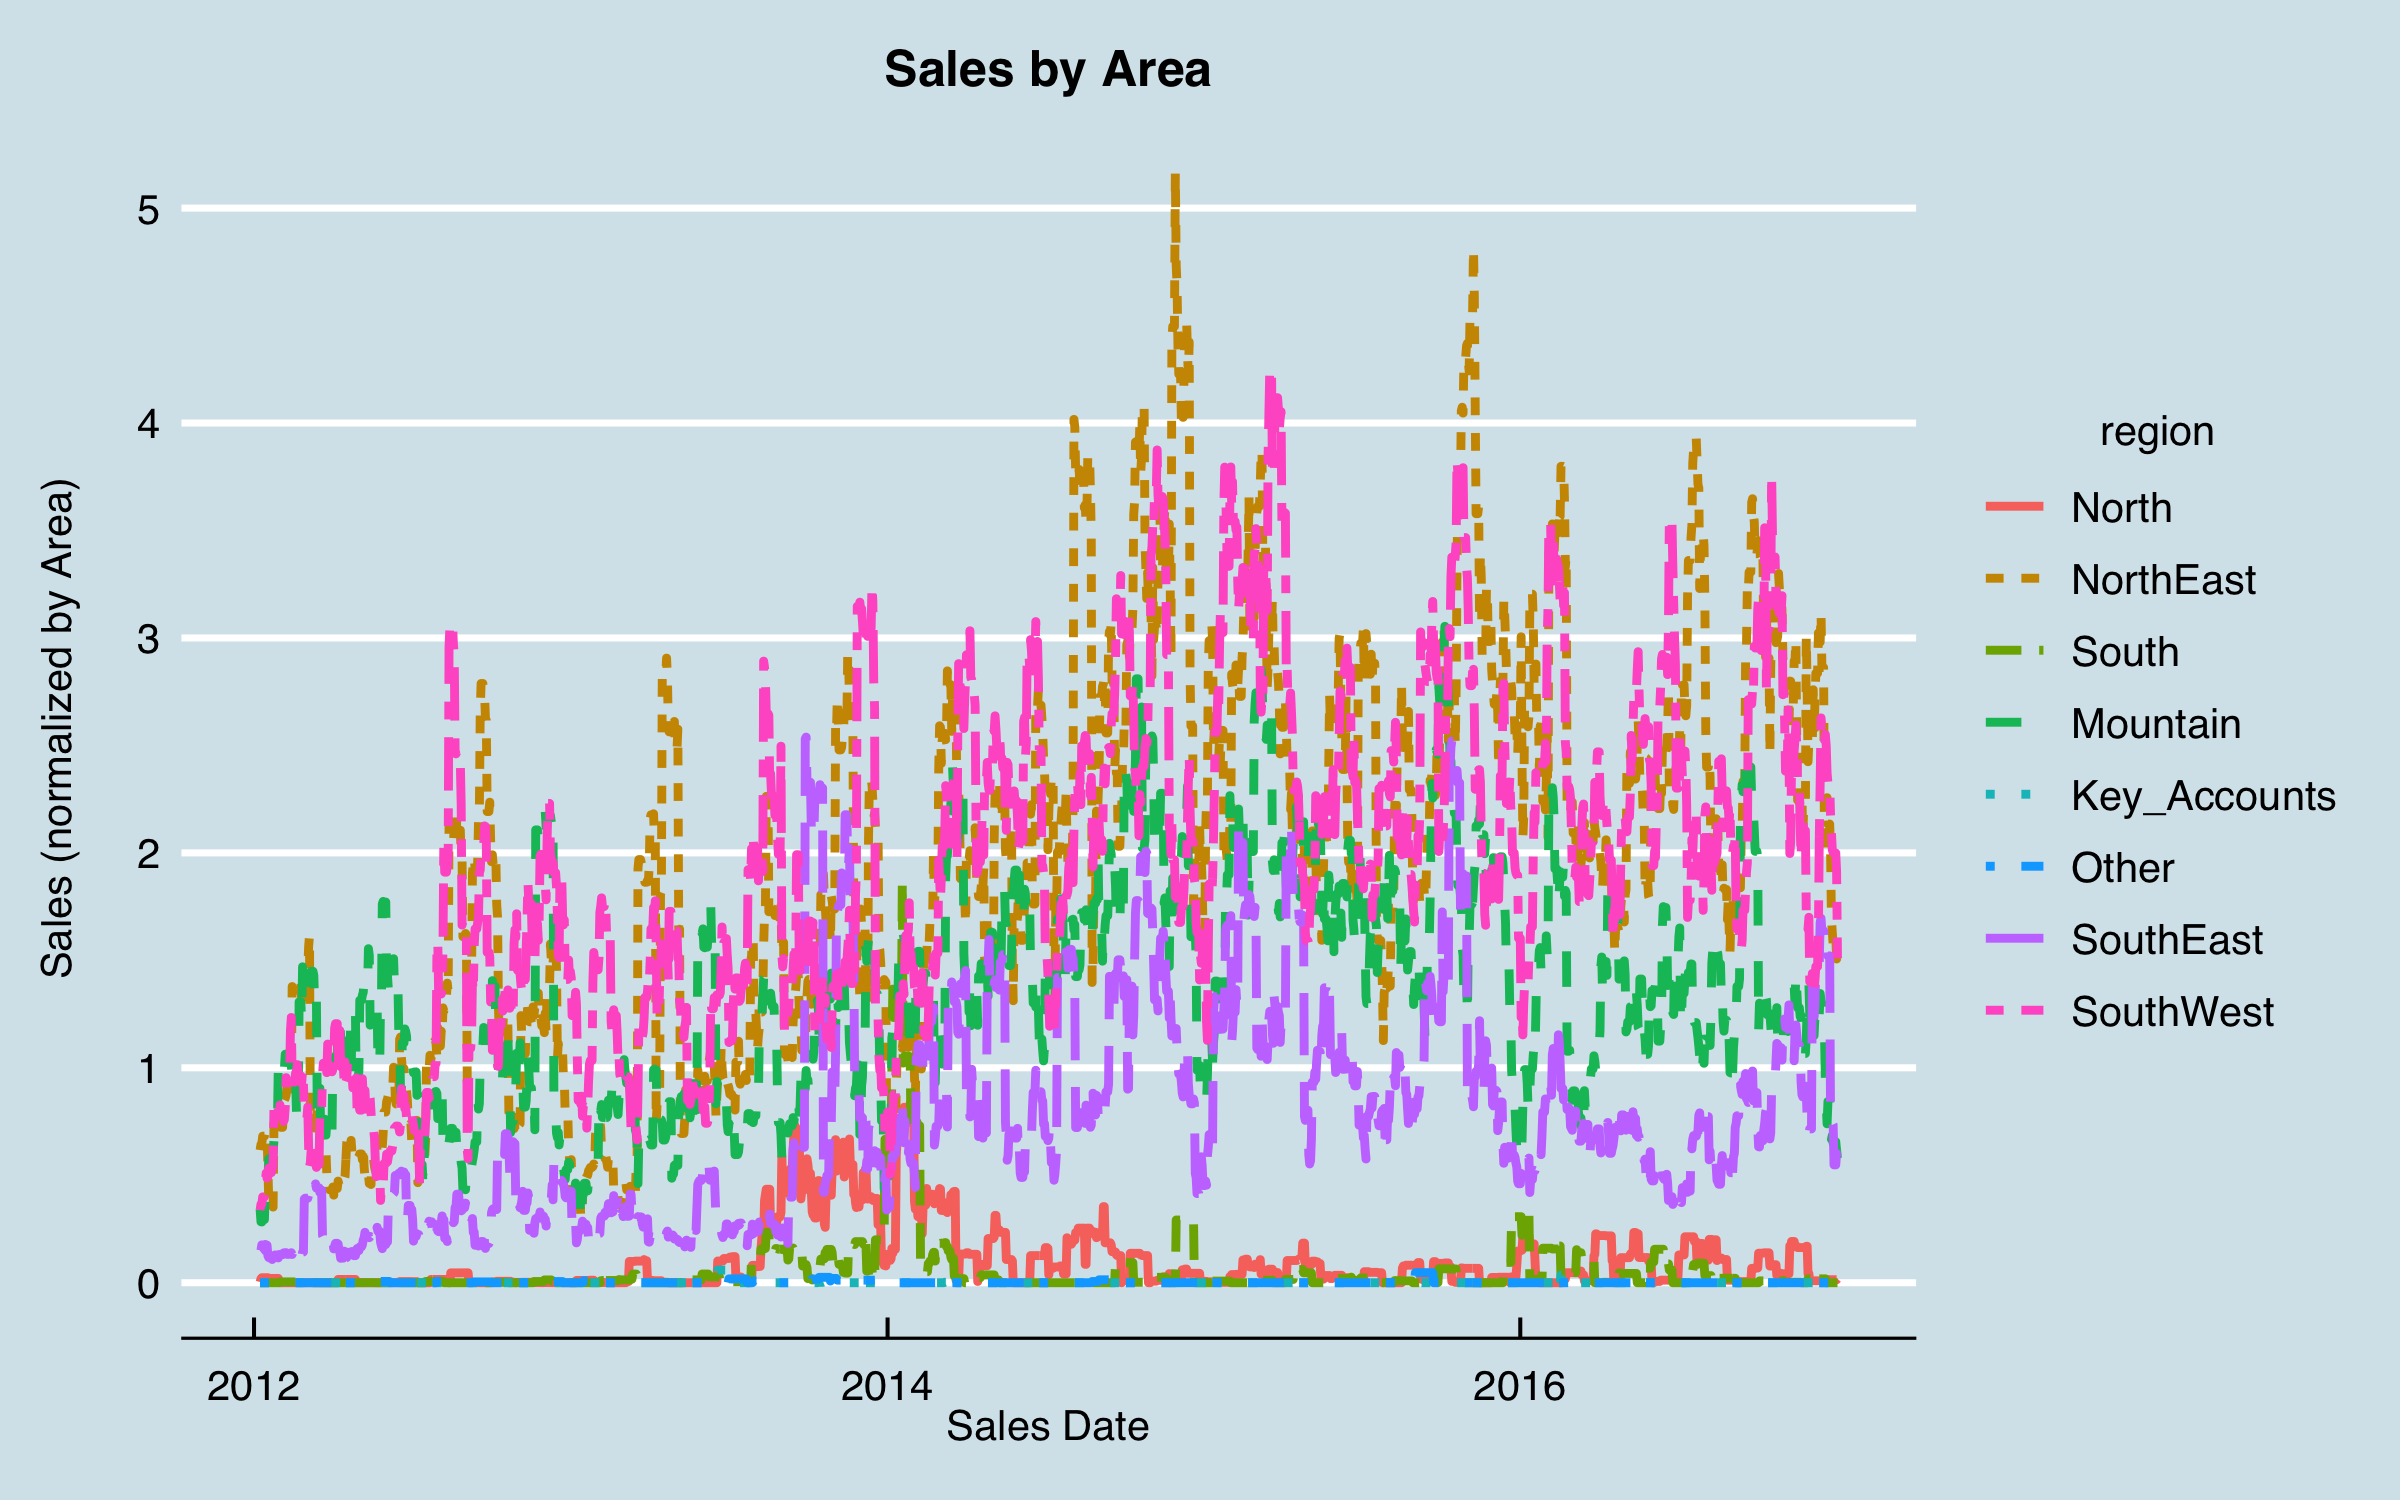 Sales by Area
Sales (normalized by Area)
5
4
3
2
1
0
2012
2014
2016
Sales Date
region
North
NorthEast
South
Mountain
Key_Accounts
Other
SouthEast
SouthWest